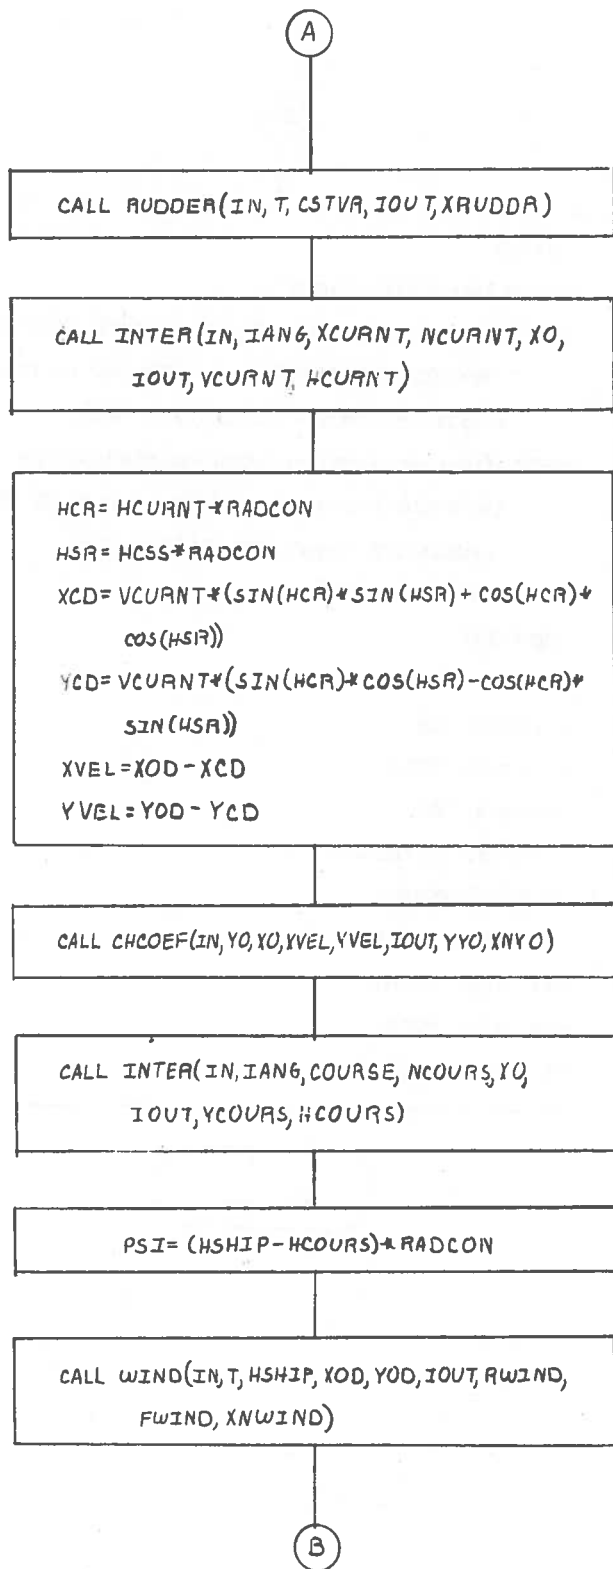 A
CALL RUDDER(IN, T, CSTVR, IOUT, XRUDDR)
CALL INTER(IN, IANG, XCURNT, NCURNT, XO,
IOUT, VCURNT, HCURNT)
HCR= HCURNT*RADCON
HSR= HCSS*RADCON
XCD= VCURNT*(SIN(HCR)*SIN(HSR)+COS(HCR)*
COS(HSR))
YCD= VCURNT*(SIN(HCR)*COS(HSR)-COS(HCR)*
SIN(HSR))
XVEL=XOD-XCD
YVEL=YOD-YCD
CALL CHCOEF(IN, YO, XO, XVEL, YVEL, IOUT, YYO, XNYO)
CALL INTER(IN, IANG, COURSE, NCOURS, XO,
IOUT, YCOURS, HCOURS)
PSI= (HSHIP-HCOURS)*RADCON
CALL WIND(IN, T, HSHIP, XOD, YOD, IOUT, RWIND,
FWIND, XNWIND)
B